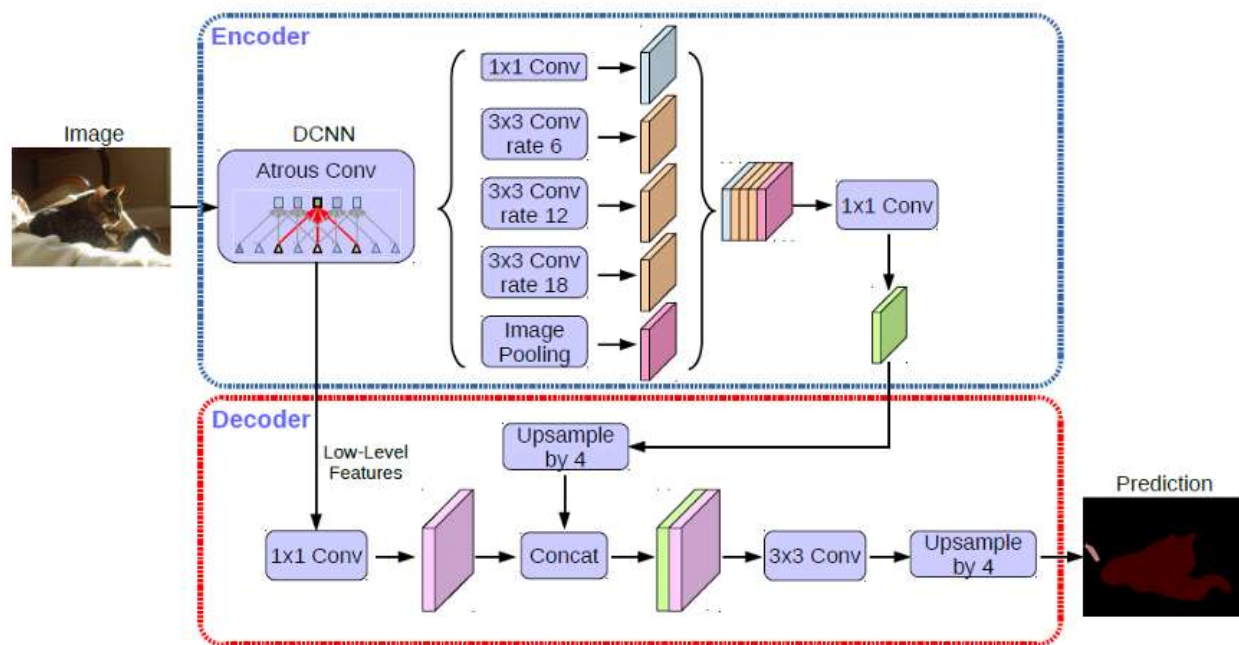 Encoder
Image
DCNN
Atrous Conv
1x1 Conv
3x3 Conv
rate 6
3x3 Conv
rate 12
3x3 Conv
rate 18
Image
Pooling
1x1 Conv
Decoder
Low-Level
Features
Upsample
by 4
1x1 Conv
Concat
3x3 Conv
Upsample
by 4
Prediction